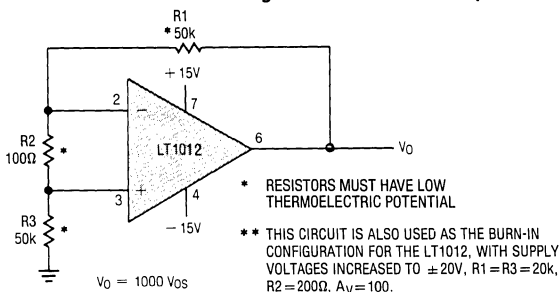 R1
* 50k
+ 15V
2
7
−
R2
100Ω *
LT1012
6
VO
+
3
4
R3
50k *
− 15V
VO = 1000 VOS
* RESISTORS MUST HAVE LOW
THERMOELECTRIC POTENTIAL
** THIS CIRCUIT IS ALSO USED AS THE BURN-IN
CONFIGURATION FOR THE LT1012, WITH SUPPLY
VOLTAGES INCREASED TO ±20V, R1=R3=20k,
R2=200Ω, AV=100.